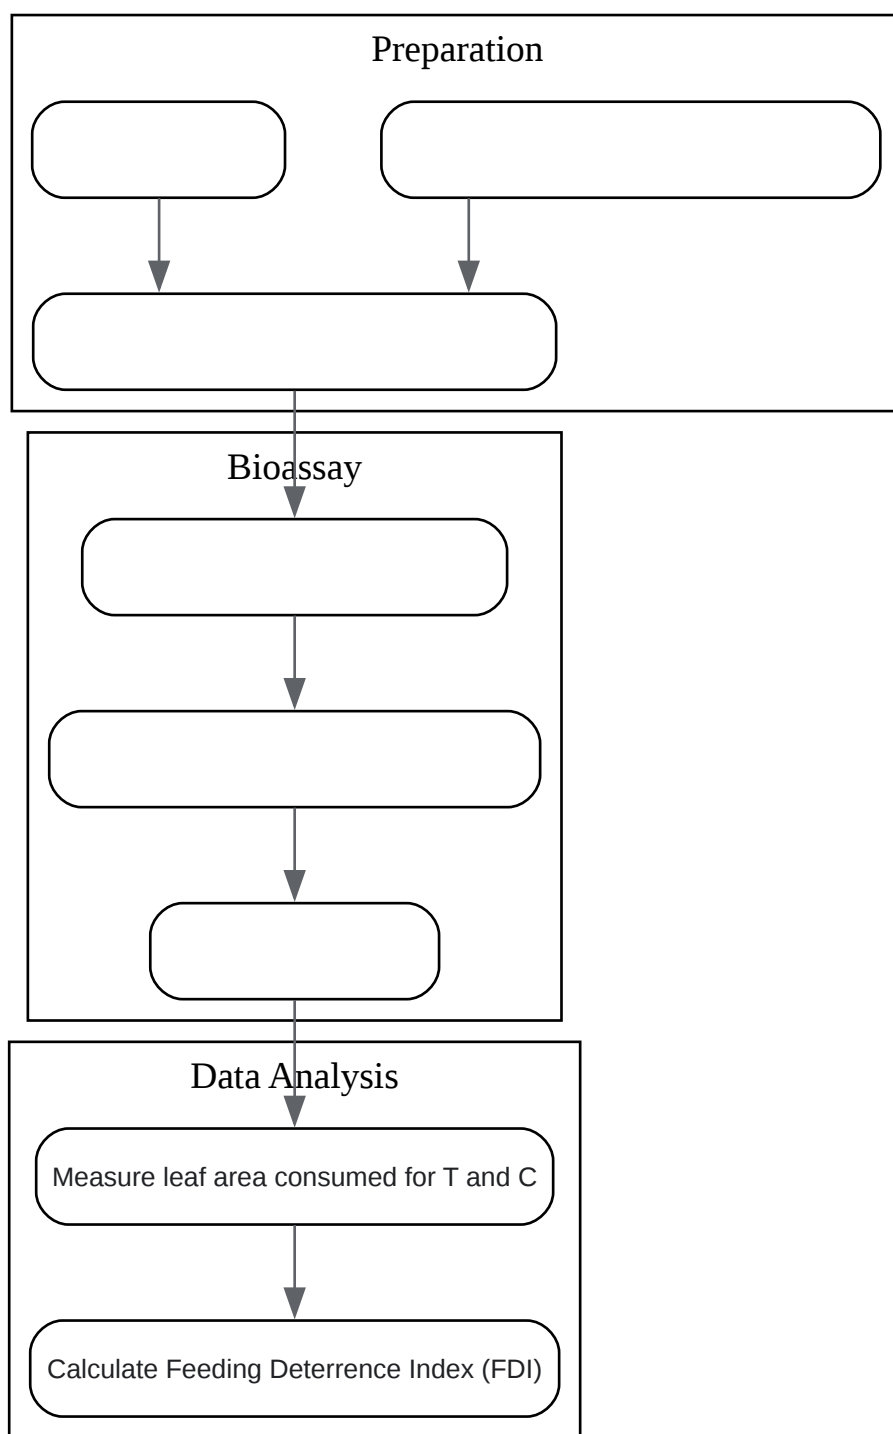 Preparation
Bioassay
Data Analysis
Measure leaf area consumed for T and C
Calculate Feeding Deterrence Index (FDI)